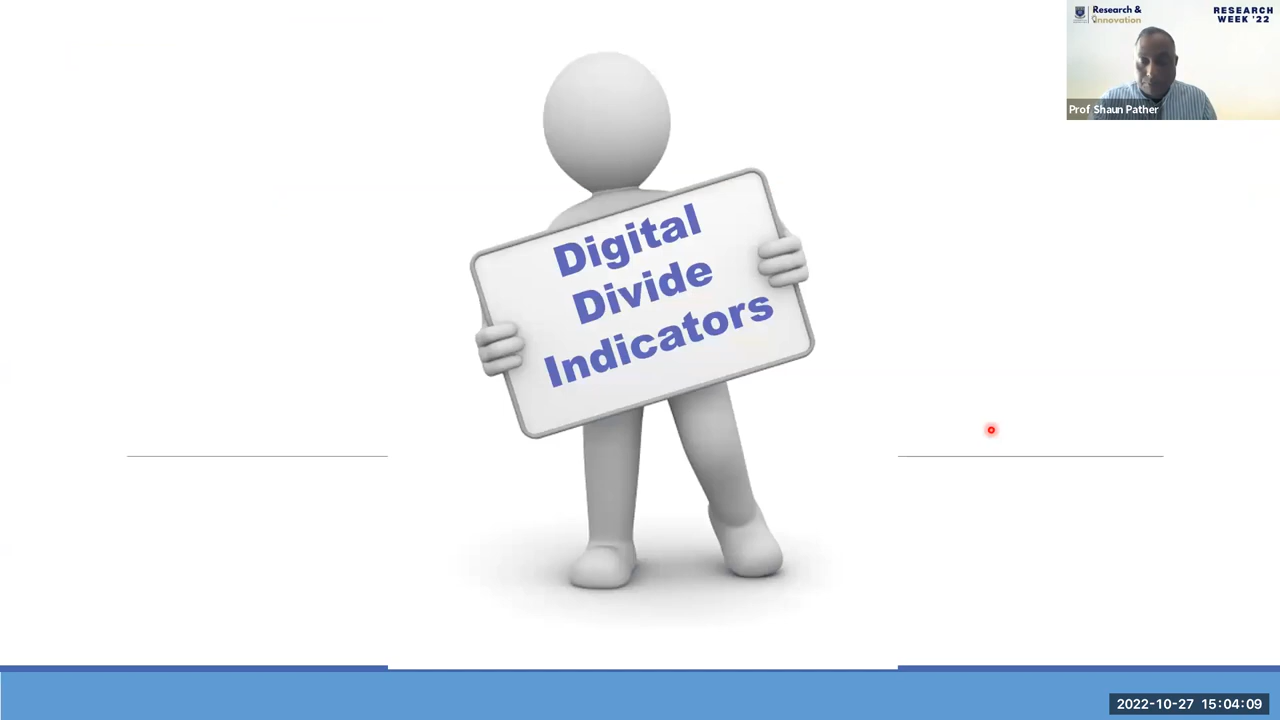 Research &
Innovation
RESEARCH
WEEK '22
Prof Shaun Pather
Digital
Divide
Indicators
2022-10-27 15:04:09